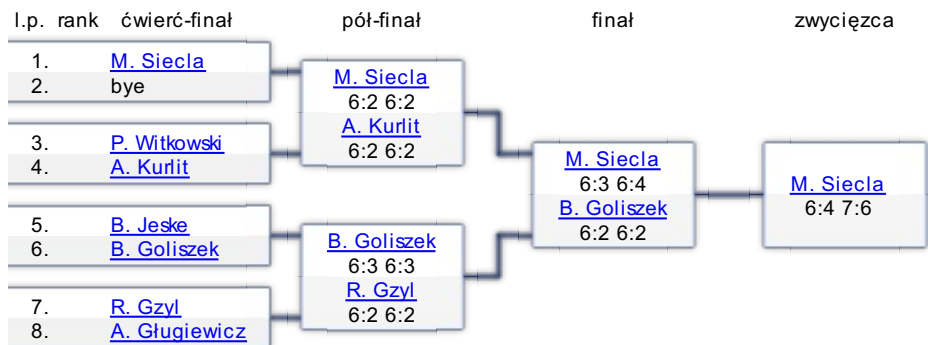 l.p. rank ćwierć-finał pół-finał finał zwycięzca
1. M. Siecla
2. bye
3. P. Witkowski
4. A. Kurlit
5. B. Jeske
6. B. Goliszek
7. R. Gzyl
8. A. Gługiewicz
M. Siecla
6:2 6:2
A. Kurlit
6:2 6:2
B. Goliszek
6:3 6:3
R. Gzyl
6:2 6:2
M. Siecla
6:3 6:4
B. Goliszek
6:2 6:2
M. Siecla
6:4 7:6